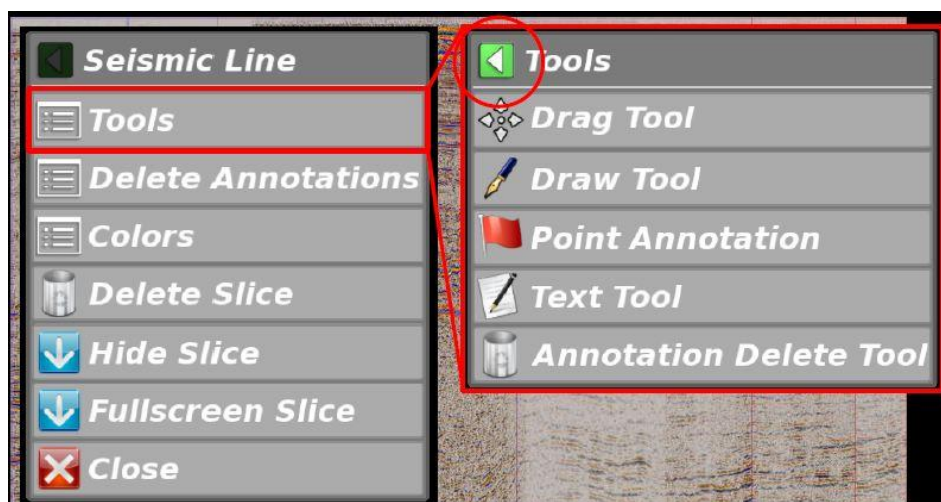 Seismic Line
Tools
Delete Annotations
Colors
Delete Slice
Hide Slice
Fullscreen Slice
Close
Tools
Drag Tool
Draw Tool
Point Annotation
Text Tool
Annotation Delete Tool